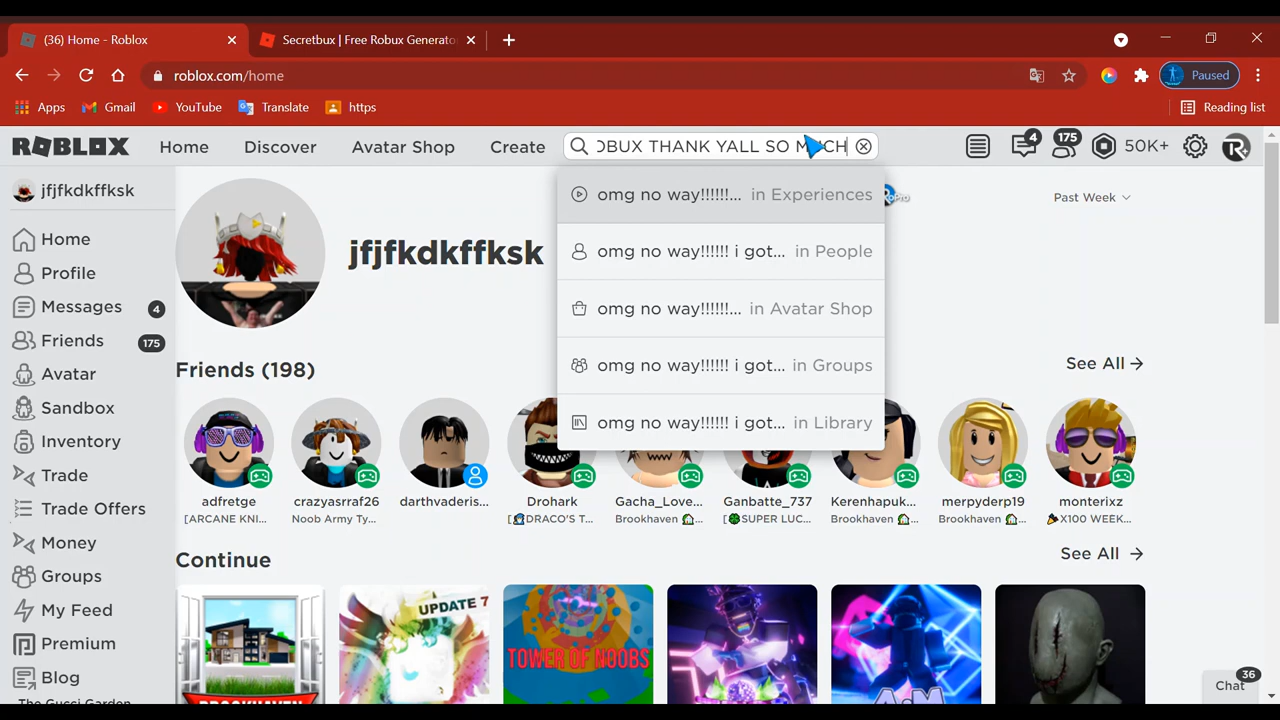 (36) Home - Roblox
Secretbux | Free Robux Generato
roblox.com/home
Paused
Apps
Gmail
YouTube
Translate
https
Reading list
ROBLOX
Home
Discover
Avatar Shop
Create
OBUX THANK YALL SO MUCH
4
175
50K+
jfjfkdkffksk
omg no way!!!!!!... in Experiences
omg no way!!!!!! i got... in People
omg no way!!!!!!... in Avatar Shop
omg no way!!!!!! i got... in Groups
omg no way!!!!!! i got... in Library
Past Week
Home
Profile
Messages 4
Friends 175
Avatar
Sandbox
Inventory
Trade
Trade Offers
Money
Groups
My Feed
Premium
Blog
The Gucci Garden
jfjfkdkffksk
Friends (198)
See All
adfretge
[ARCANE KNI...
crazyasrraf26
Noob Army Ty...
darthvaderis...
Drohark
[DRACO'S T...
Gacha_Love...
Brookhaven
Ganbatte_737
[SUPER LUC...
Kerenhapuk...
Brookhaven
merpyderp19
Brookhaven
monterixz
X100 WEEK...
Continue
See All
BROOKHAVEN
UPDATE 7
TOWER OF NOOBS
Chat
36